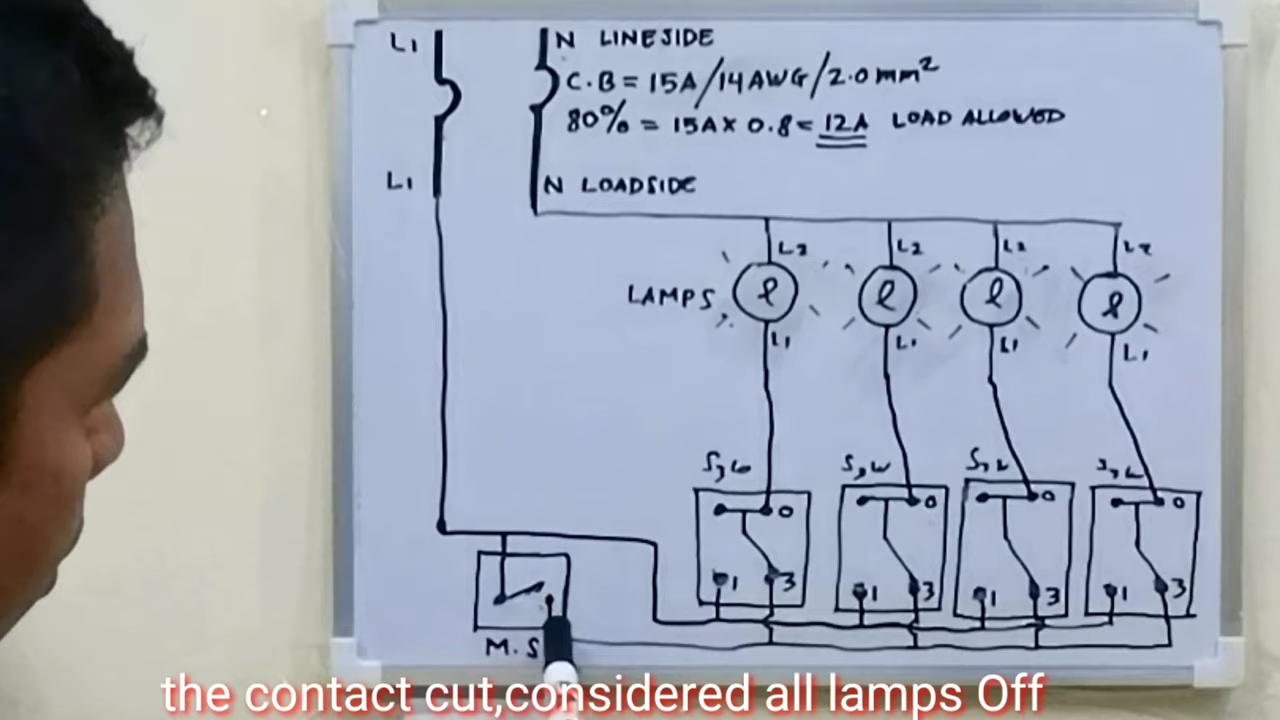 L1 N LINESIDE
C.B = 15A/14AWG/2.0mm²
80% = 15A X 0.8 = 12A LOAD ALLOWED
L1 N LOADSIDE
L2 L2 L2 L2
LAMPS
L1 L1 L1 L1
S3W S3W
0 0 0 0
1 3 1 3 1 3 1 3
M.S
the contact cut,considered all lamps Off